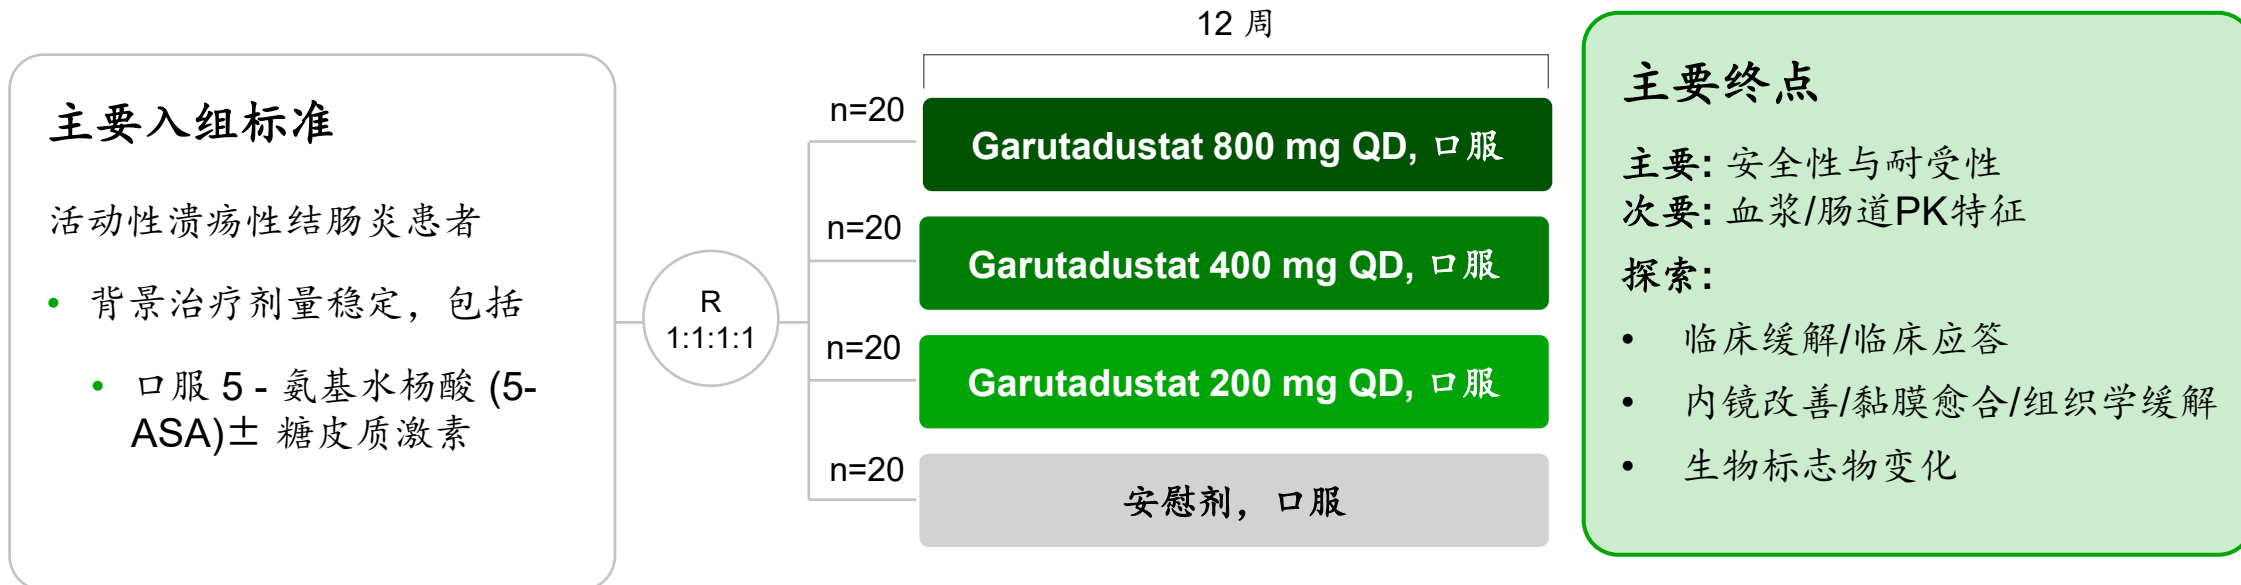 主要入组标准
活动性溃疡性结肠炎患者
• 背景治疗剂量稳定，包括
• 口服 5 - 氨基水杨酸 (5-
ASA)± 糖皮质激素
R
1:1:1:1
12 周
n=20
Garutadustat 800 mg QD, 口服
n=20
Garutadustat 400 mg QD, 口服
n=20
Garutadustat 200 mg QD, 口服
n=20
安慰剂，口服
主要终点
主要: 安全性与耐受性
次要: 血浆/肠道PK特征
探索:
• 临床缓解/临床应答
• 内镜改善/黏膜愈合/组织学缓解
• 生物标志物变化